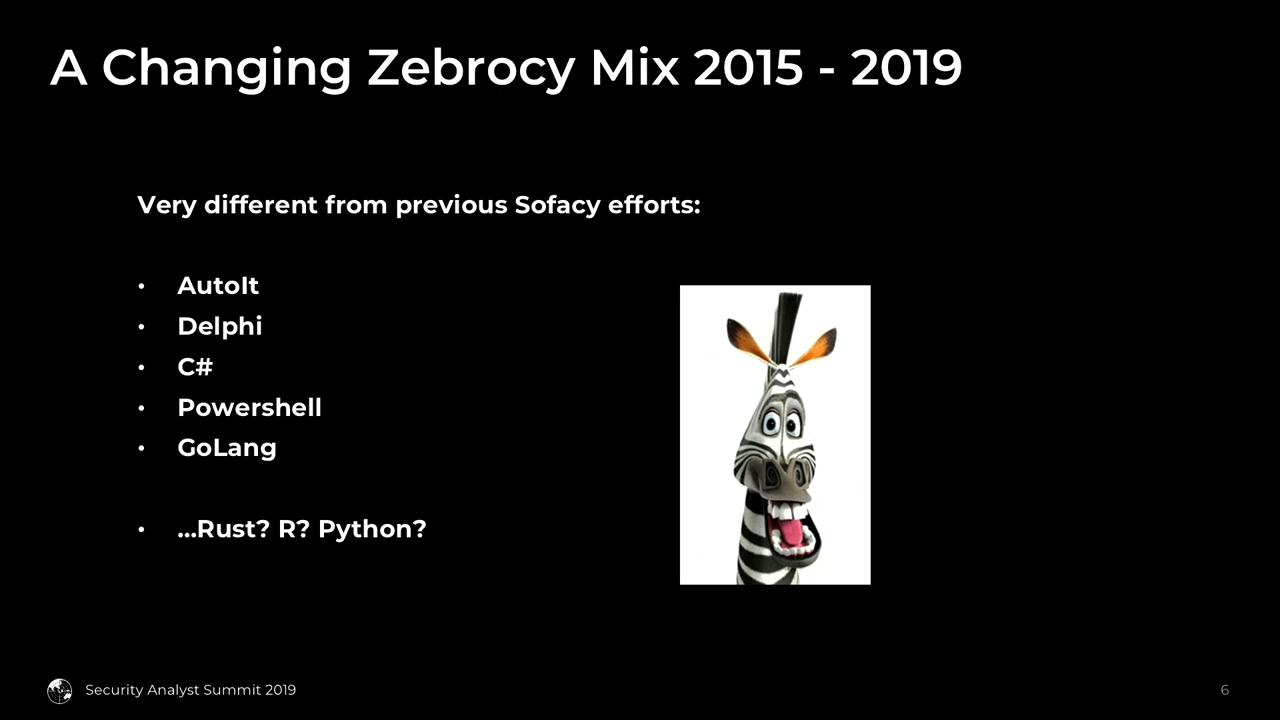 A Changing Zebrocy Mix 2015 - 2019
Very different from previous Sofacy efforts:
• AutoIt
• Delphi
• C#
• Powershell
• GoLang
• ...Rust? R? Python?
Security Analyst Summit 2019
6